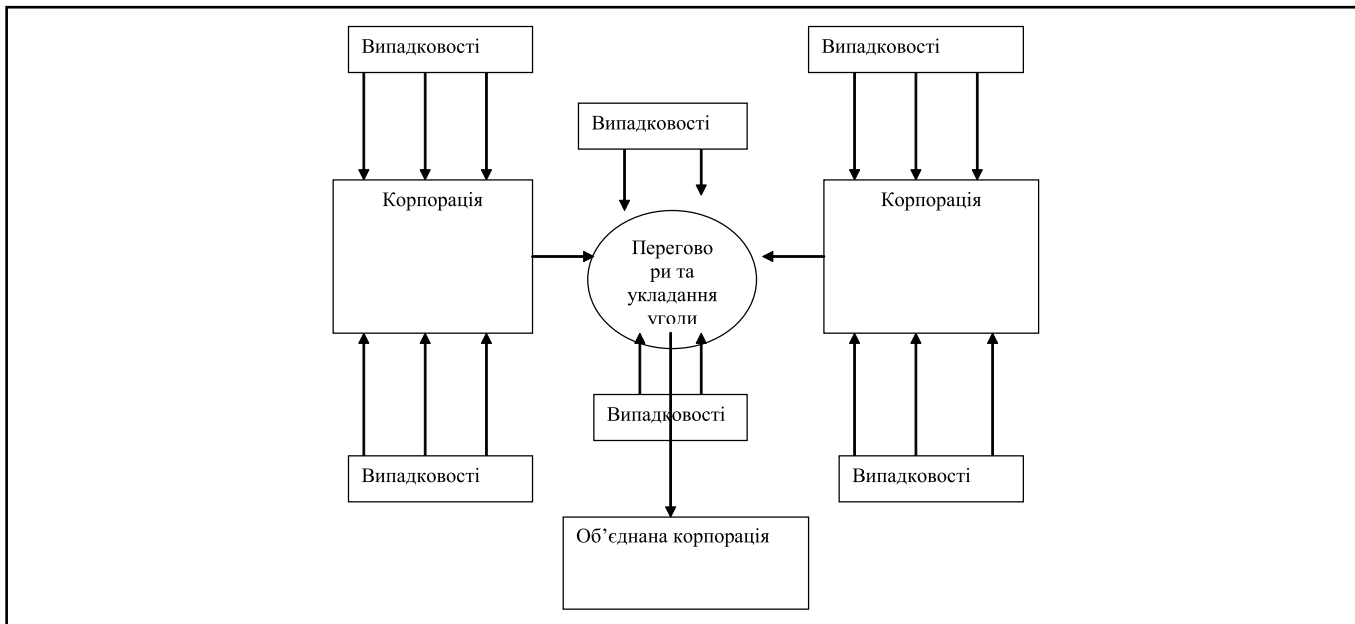 Випадковості
Випадковості
Випадковості
Корпорація
Корпорація
Перегово
ри та
укладання
угоди
Випадковості
Випадковості
Випадковості
Об’єднана корпорація